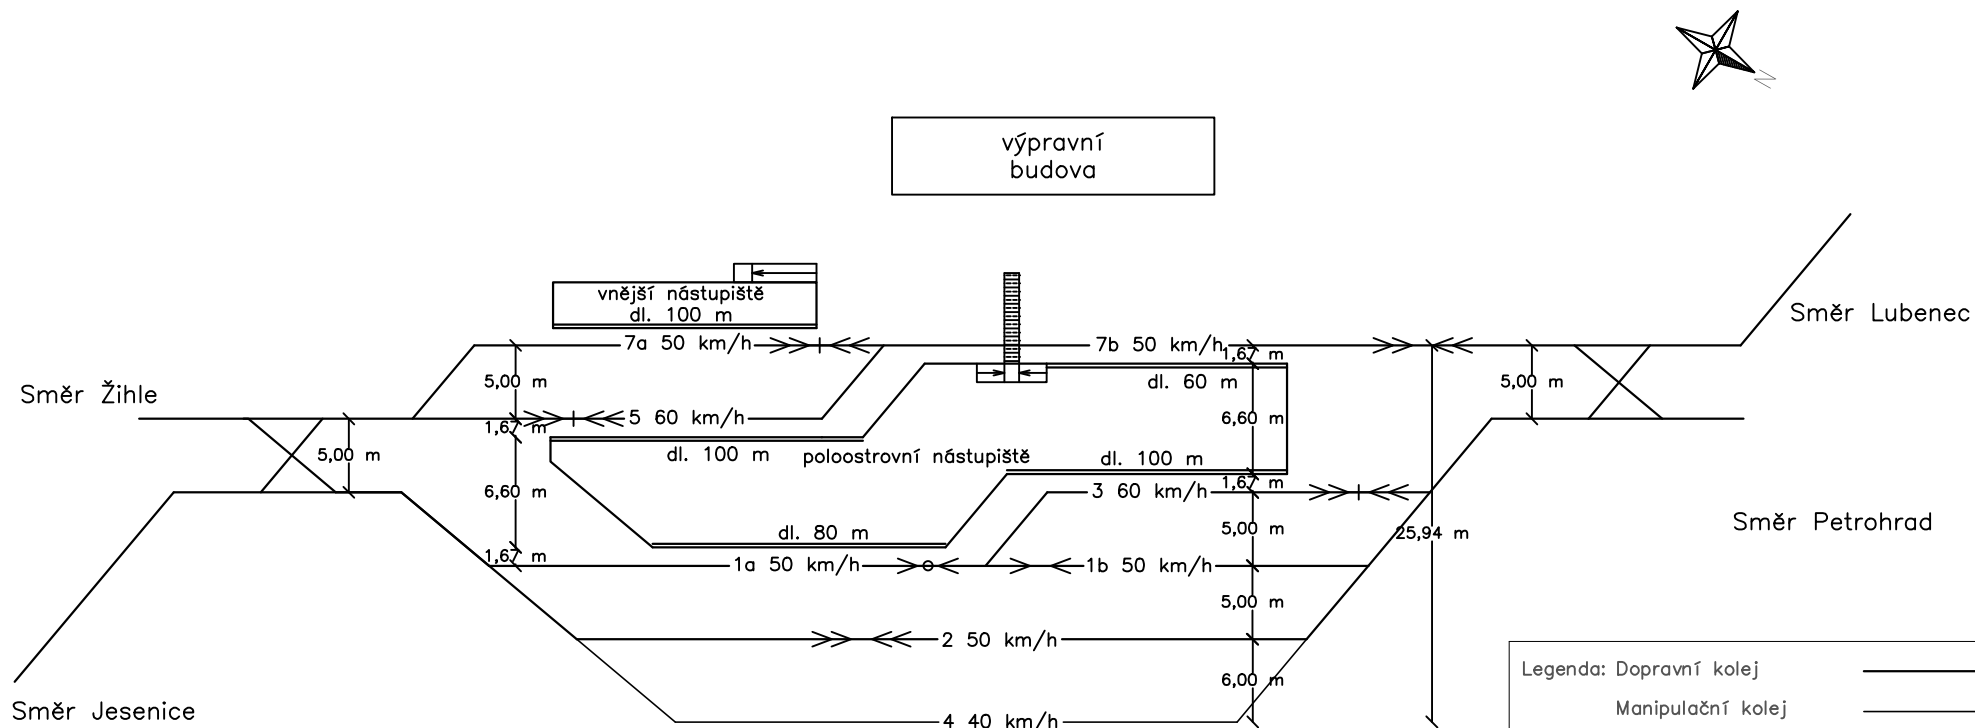 N
výpravní
budova
Směr Lubenec
vnější nástupiště
dl. 100 m
7a 50 km/h
7b 50 km/h
1,67 m
5,00 m
5,00 m
dl. 60 m
Směr Žihle
5 60 km/h
6,60 m
1,67 m
5,00 m
dl. 100 m
poloostrovní nástupiště
dl. 100 m
1,67 m
6,60 m
3 60 km/h
Směr Petrohrad
dl. 80 m
5,00 m
25,94 m
1,67 m
1a 50 km/h
1b 50 km/h
5,00 m
2 50 km/h
Legenda: Dopravní kolej
6,00 m
Směr Jesenice
Manipulační kolej
4 40 km/h